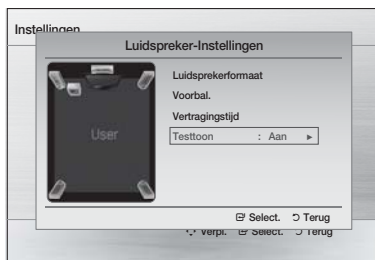 Instellingen
Luidspreker-Instellingen
Luidsprekerformaat
Voorbal.
Vertragingstijd
Testtoon : Aan ►
User
Select. Terug
Verpl. Select. Terug